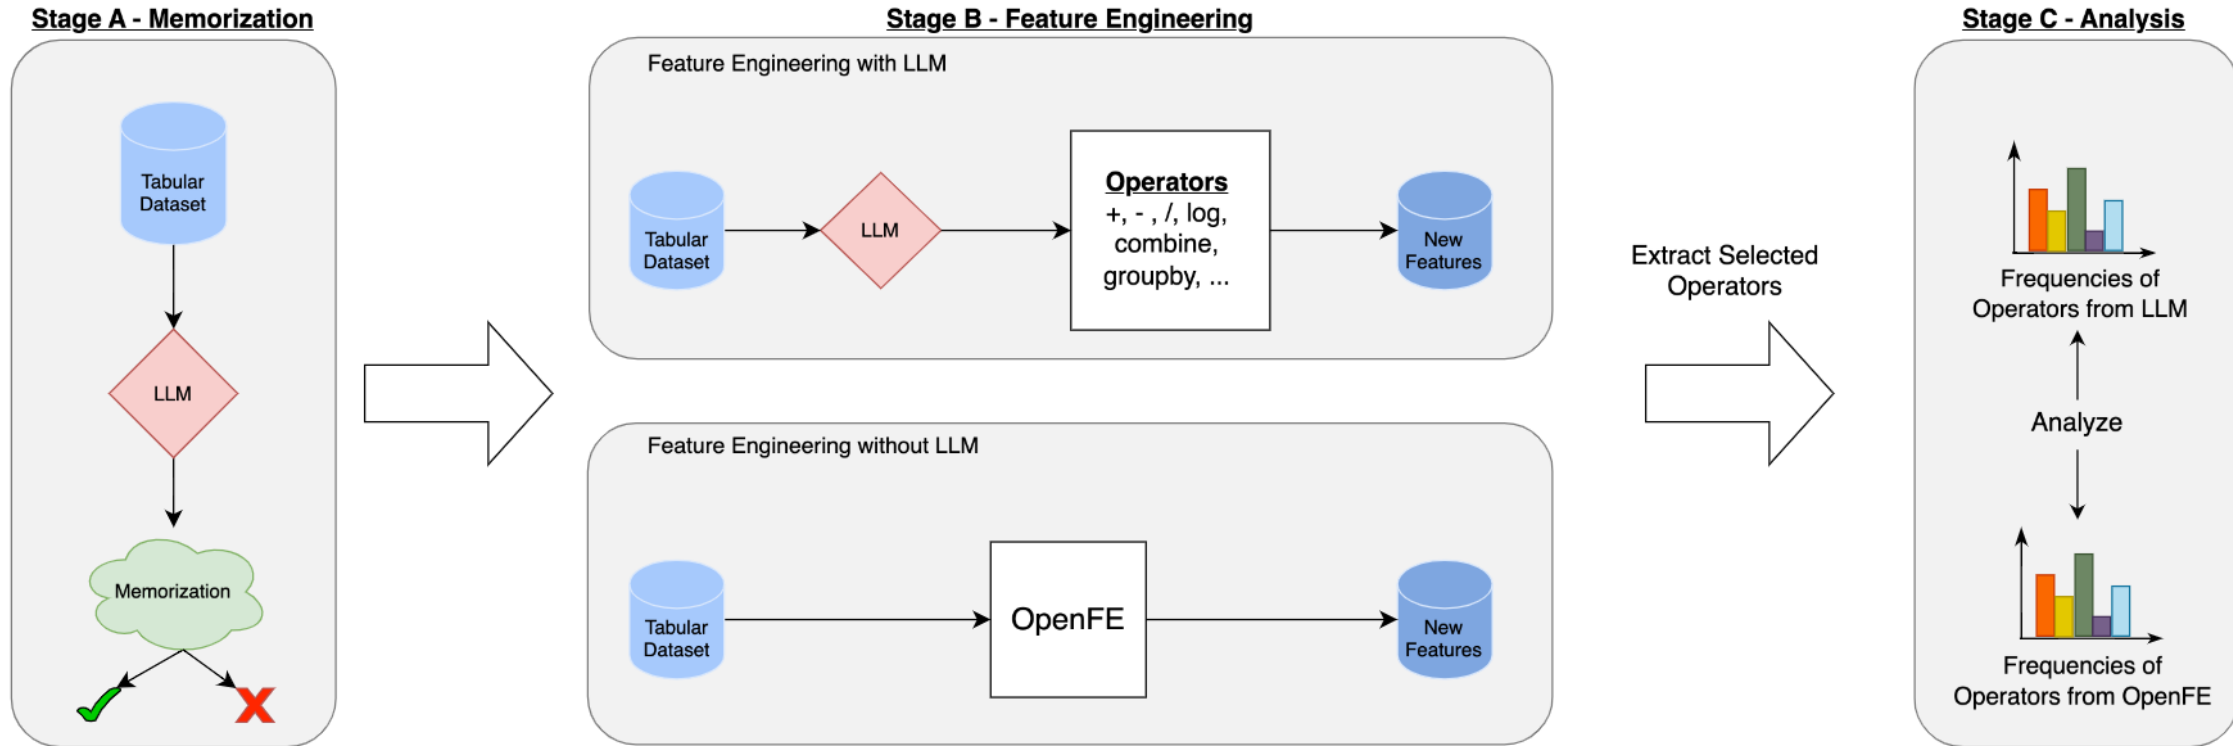 Stage A - Memorization
Tabular
Dataset
LLM
Memorization
Stage B - Feature Engineering
Feature Engineering with LLM
Tabular
Dataset
LLM
Operators
+, - , /, log,
combine,
groupby, ...
New
Features
Feature Engineering without LLM
Tabular
Dataset
OpenFE
New
Features
Extract Selected
Operators
Stage C - Analysis
Frequencies of
Operators from LLM
Analyze
Frequencies of
Operators from OpenFE